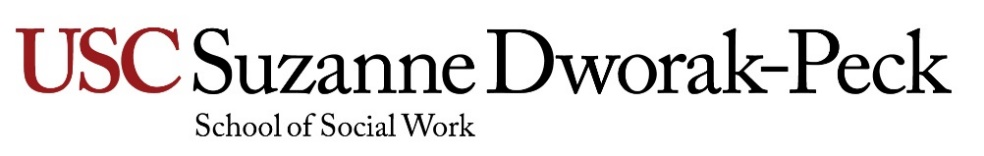 USC Suzanne Dworak-Peck
School of Social Work